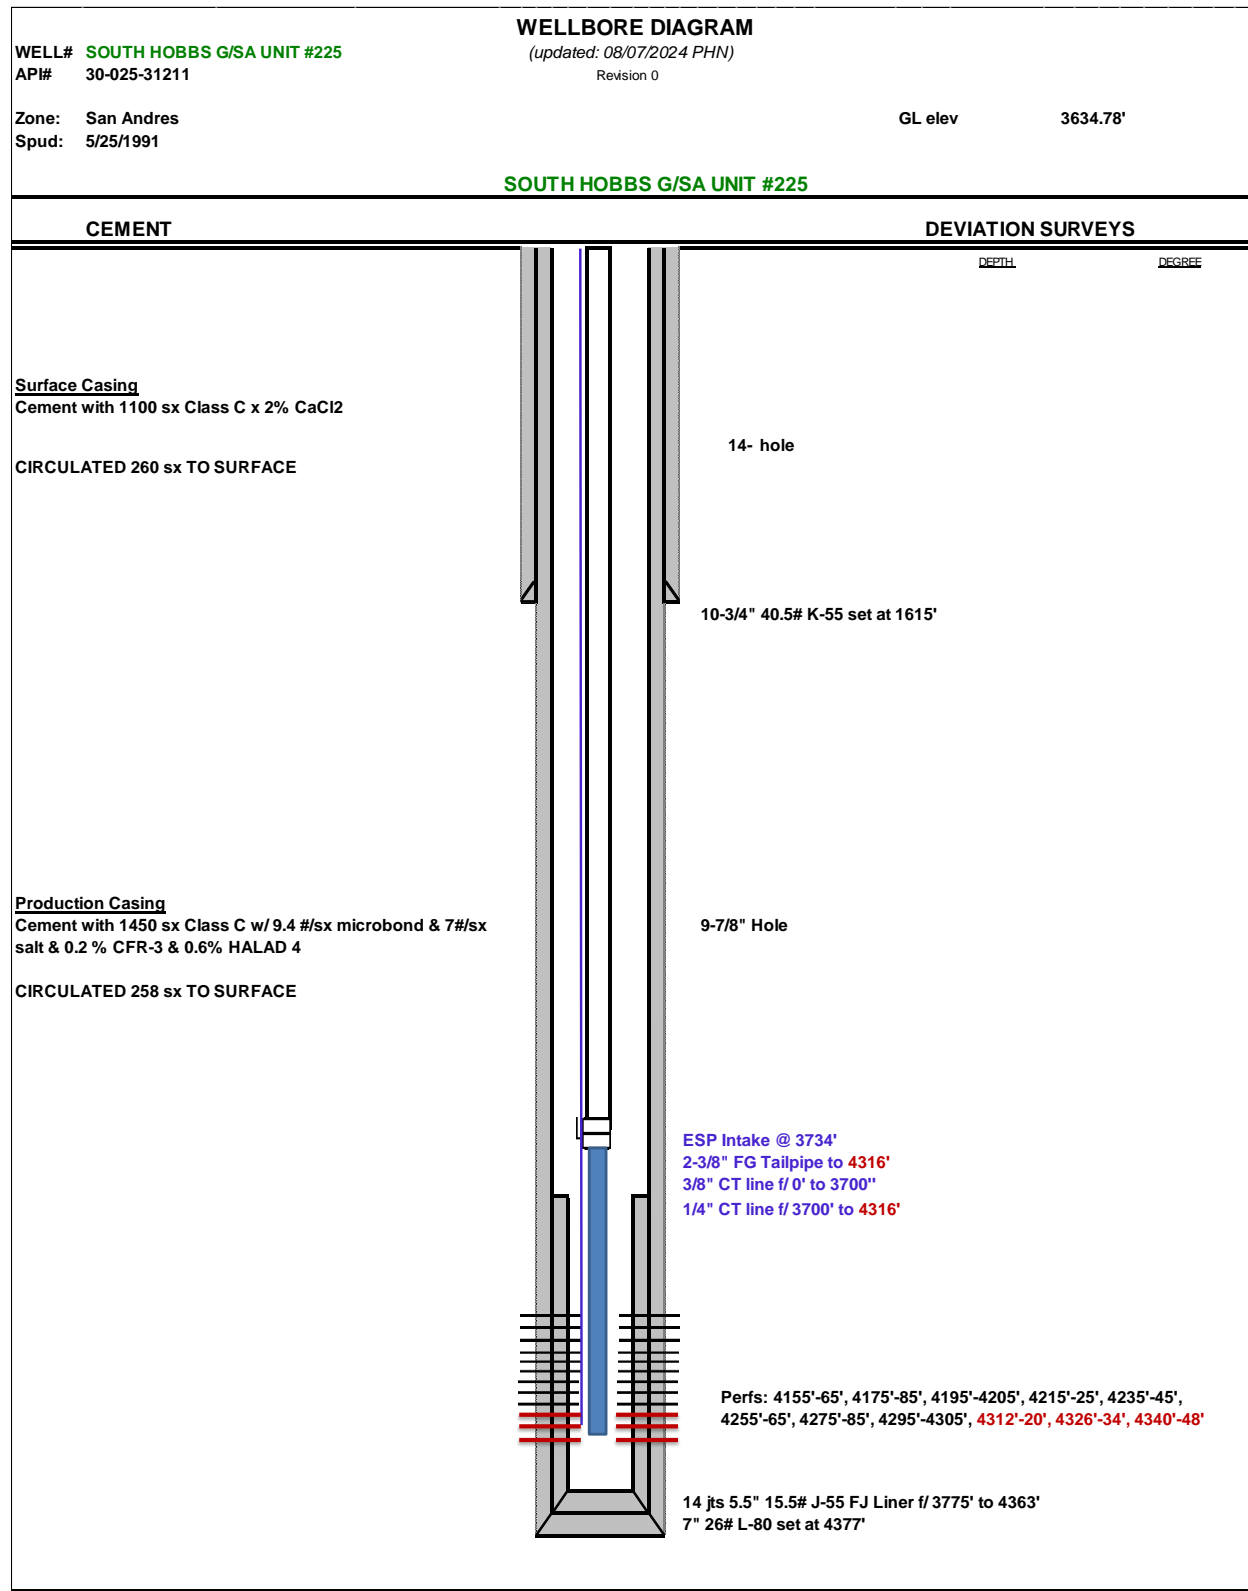 WELLBORE DIAGRAM
WELL# SOUTH HOBBS G/SA UNIT #225 (updated: 08/07/2024 PHN)
API# 30-025-31211 Revision 0
Zone: San Andres GL elev 3634.78'
Spud: 5/25/1991
SOUTH HOBBS G/SA UNIT #225
CEMENT DEVIATION SURVEYS
DEPTH DEGREE
Surface Casing
Cement with 1100 sx Class C x 2% CaCl2
14- hole
CIRCULATED 260 sx TO SURFACE
10-3/4" 40.5# K-55 set at 1615'
Production Casing
Cement with 1450 sx Class C w/ 9.4 #/sx microbond & 7#/sx
salt & 0.2 % CFR-3 & 0.6% HALAD 4
9-7/8" Hole
CIRCULATED 258 sx TO SURFACE
ESP Intake @ 3734'
2-3/8" FG Tailpipe to 4316'
3/8" CT line f/ 0' to 3700''
1/4" CT line f/ 3700' to 4316'
Perfs: 4155'-65', 4175'-85', 4195'-4205', 4215'-25', 4235'-45',
4255'-65', 4275'-85', 4295'-4305', 4312'-20', 4326'-34', 4340'-48'
14 jts 5.5" 15.5# J-55 FJ Liner f/ 3775' to 4363'
7" 26# L-80 set at 4377'